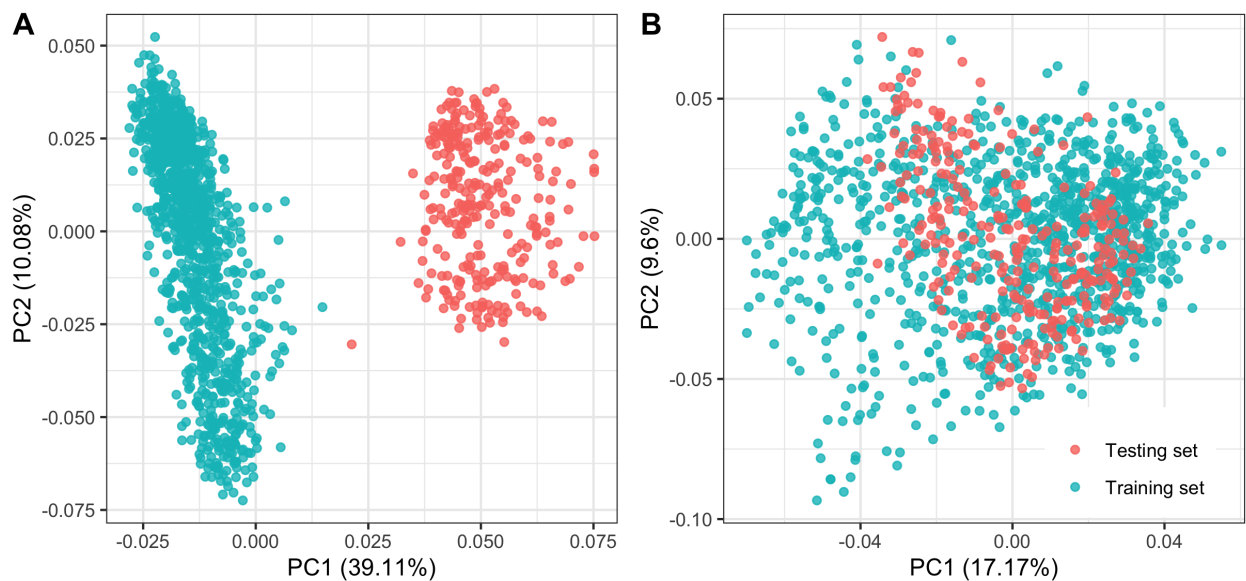 A
0.050
0.025
0.000
-0.025
-0.050
-0.075
PC2 (10.08%)
-0.025 0.000 0.025 0.050 0.075
PC1 (39.11%)
B
0.05
0.00
-0.05
-0.10
PC2 (9.6%)
Testing set
Training set
-0.04 0.00 0.04
PC1 (17.17%)